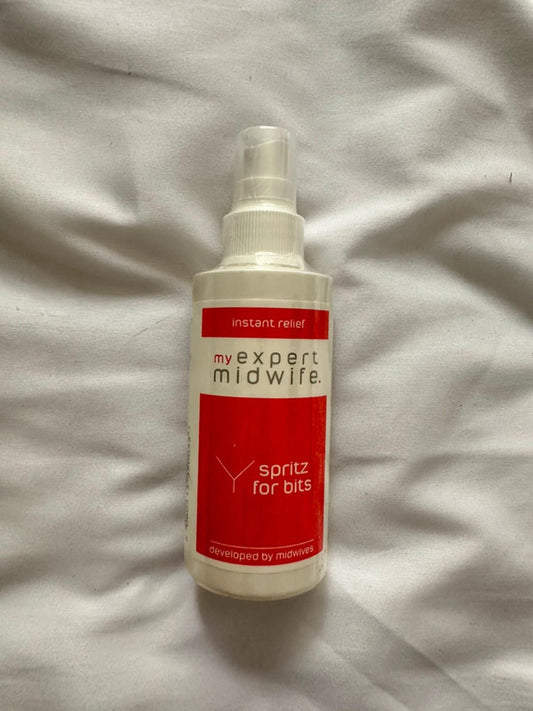 instant relief
my expert
midwife.
spritz
for bits
developed by midwives